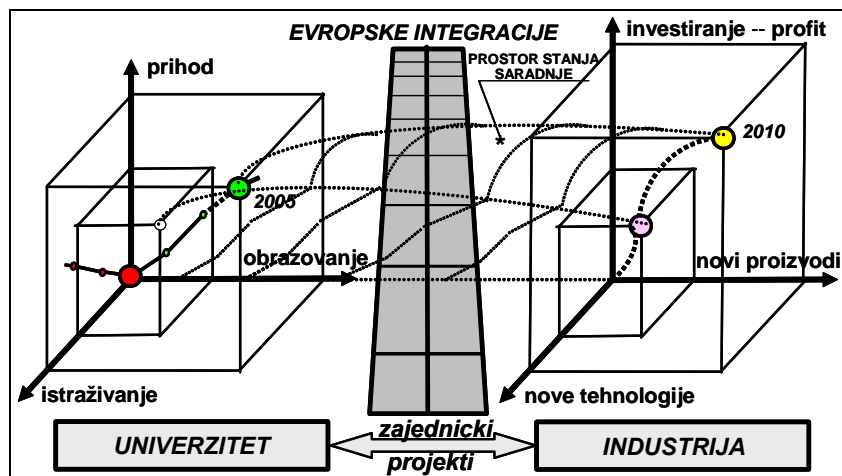 EVROPSKE INTEGRACIJE
investiranje -- profit
prihod
PROSTOR STANJA
SARADNJE
*
2010
2005
obrazovanje
novi proizvodi
istraživanje
nove tehnologije
UNIVERZITET
zajednicki
projekti
INDUSTRIJA